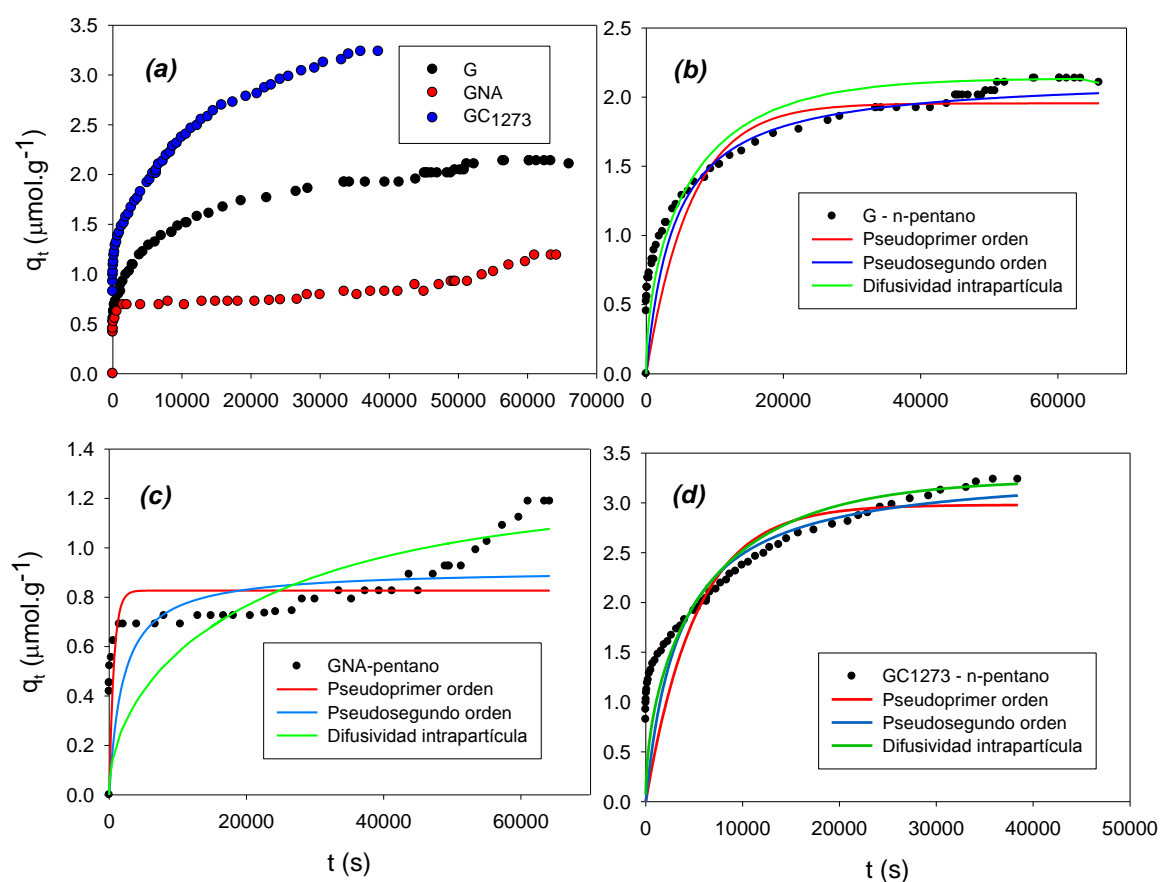 (a)
G
GNA
GC1273
q_t (μmol.g⁻¹)
3.5
3.0
2.5
2.0
1.5
1.0
0.5
0.0
0 10000 20000 30000 40000 50000 60000 70000
(b)
G - n-pentano
Pseudoprimer orden
Pseudosegundo orden
Difusividad intrapartícula
2.5
2.0
1.5
1.0
0.5
0.0
0 20000 40000 60000
(c)
GNA-pentano
Pseudoprimer orden
Pseudosegundo orden
Difusividad intrapartícula
q_t (μmol.g⁻¹)
1.4
1.2
1.0
0.8
0.6
0.4
0.2
0.0
0 20000 40000 60000
t (s)
(d)
GC1273 - n-pentano
Pseudoprimer orden
Pseudosegundo orden
Difusividad intrapartícula
3.5
3.0
2.5
2.0
1.5
1.0
0.5
0.0
0 10000 20000 30000 40000 50000
t (s)